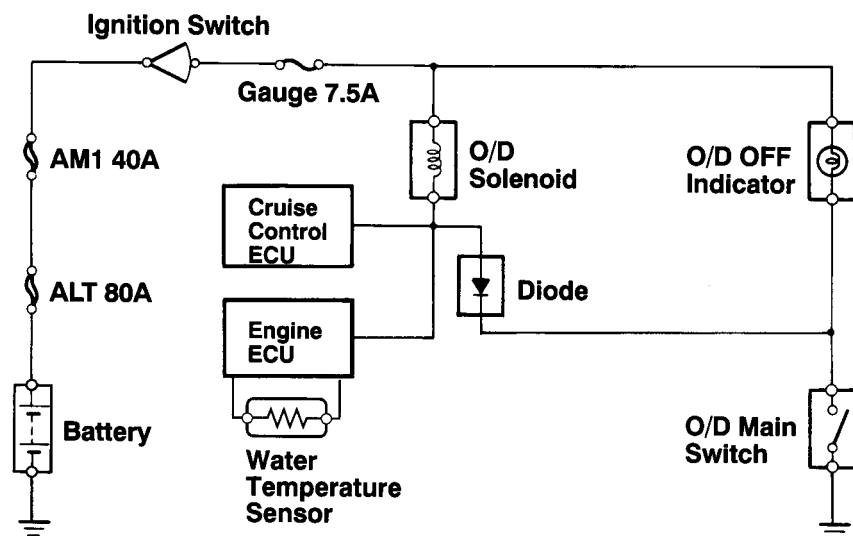 Ignition Switch
Gauge 7.5A
AM1 40A
O/D
Solenoid
O/D OFF
Indicator
Cruise
Control
ECU
ALT 80A
Diode
Engine
ECU
Battery
O/D Main
Switch
Water
Temperature
Sensor